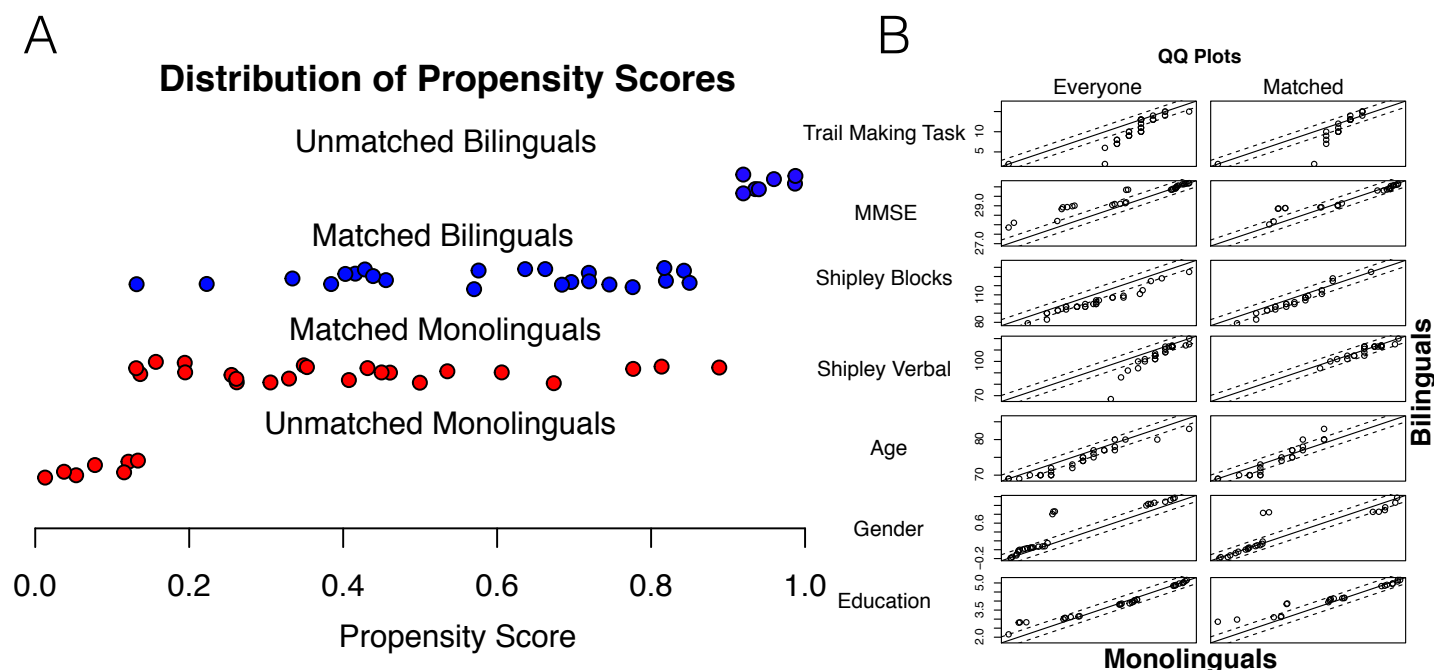 A
Distribution of Propensity Scores
Unmatched Bilinguals
Matched Bilinguals
Matched Monolinguals
Unmatched Monolinguals
0.0 0.2 0.4 0.6 0.8 1.0
Propensity Score
B
QQ Plots
Everyone Matched
Trail Making Task
5 10
MMSE
27.0 29.0
Shipley Blocks
80 110
Shipley Verbal
70 100
Age
70 80
Gender
−0.2 0.6
Education
2.0 3.5 5.0
Bilinguals
Monolinguals